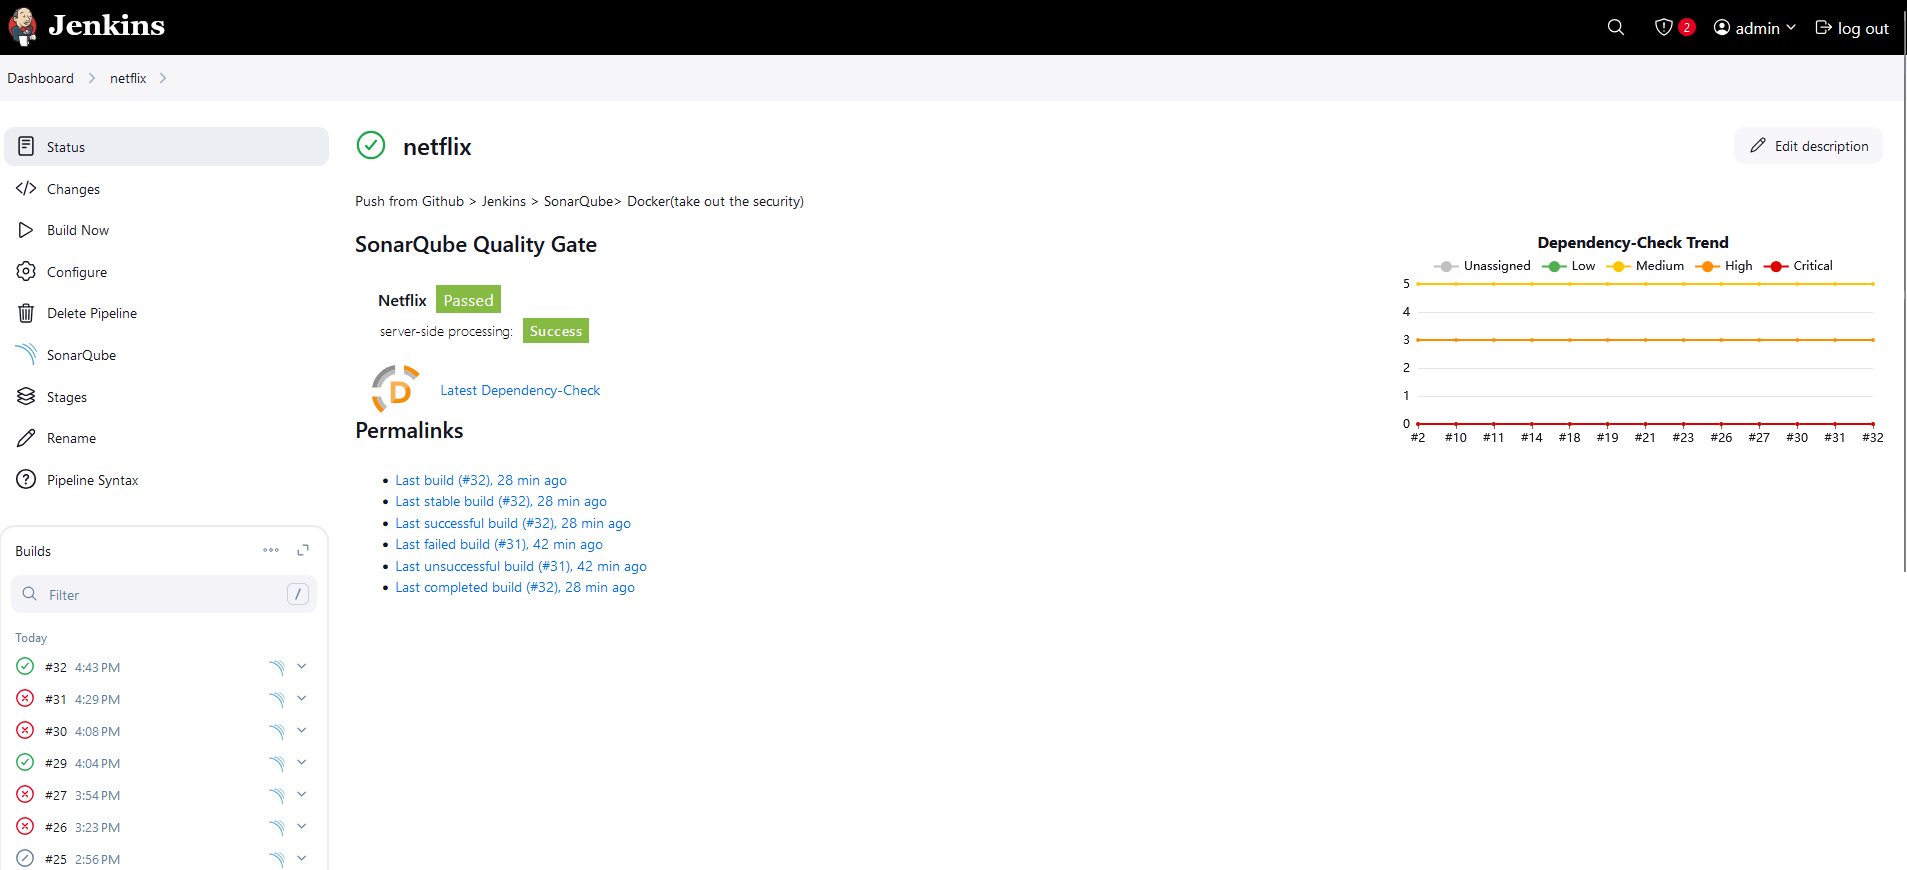 Jenkins
2
admin
log out
Dashboard
netflix
Status
Changes
Build Now
Configure
Delete Pipeline
SonarQube
Stages
Rename
Pipeline Syntax
Builds
Filter
/
Today
#32 4:43 PM
#31 4:29 PM
#30 4:08 PM
#29 4:04 PM
#27 3:54 PM
#26 3:23 PM
#25 2:56 PM
netflix
Edit description
Push from Github > Jenkins > SonarQube> Docker(take out the security)
SonarQube Quality Gate
Netflix Passed
server-side processing: Success
D
Latest Dependency-Check
Permalinks
Last build (#32), 28 min ago
Last stable build (#32), 28 min ago
Last successful build (#32), 28 min ago
Last failed build (#31), 42 min ago
Last unsuccessful build (#31), 42 min ago
Last completed build (#32), 28 min ago
Dependency-Check Trend
Unassigned Low Medium High Critical
5
4
3
2
1
0
#2 #10 #11 #14 #18 #19 #21 #23 #26 #27 #30 #31 #32